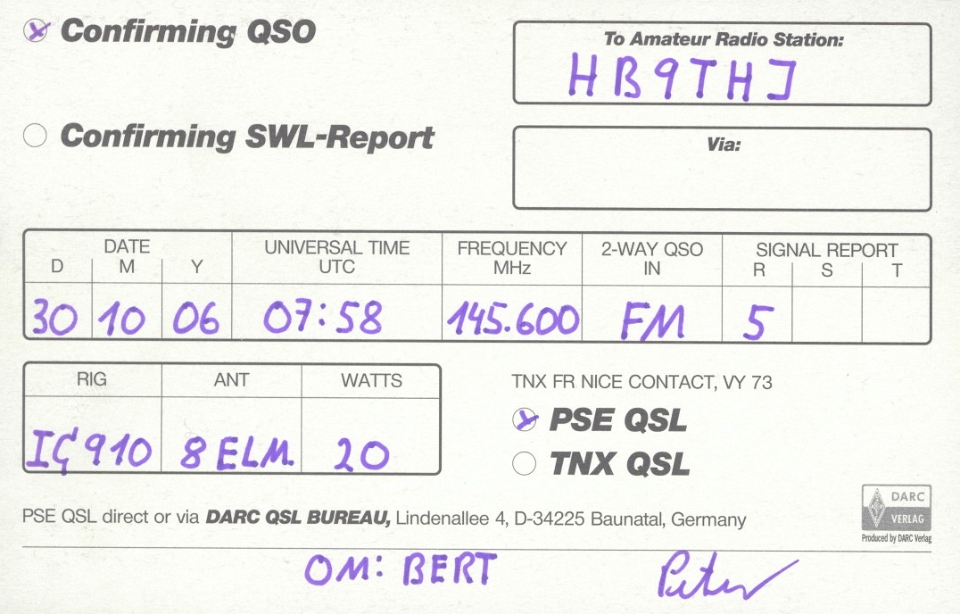 Confirming QSO
To Amateur Radio Station:
HB9THJ
Confirming SWL-Report
Via:
DATE UNIVERSAL TIME FREQUENCY 2-WAY QSO SIGNAL REPORT
D M Y UTC MHz IN R S T
30 10 06 07:58 145.600 FM 5
RIG ANT WATTS
IC 910 8 ELM. 20
TNX FR NICE CONTACT, VY 73
PSE QSL
TNX QSL
PSE QSL direct or via DARC QSL BUREAU, Lindenallee 4, D-34225 Baunatal, Germany
DARC
VERLAG
Produced by DARC Verlag
OM: BERT Peter